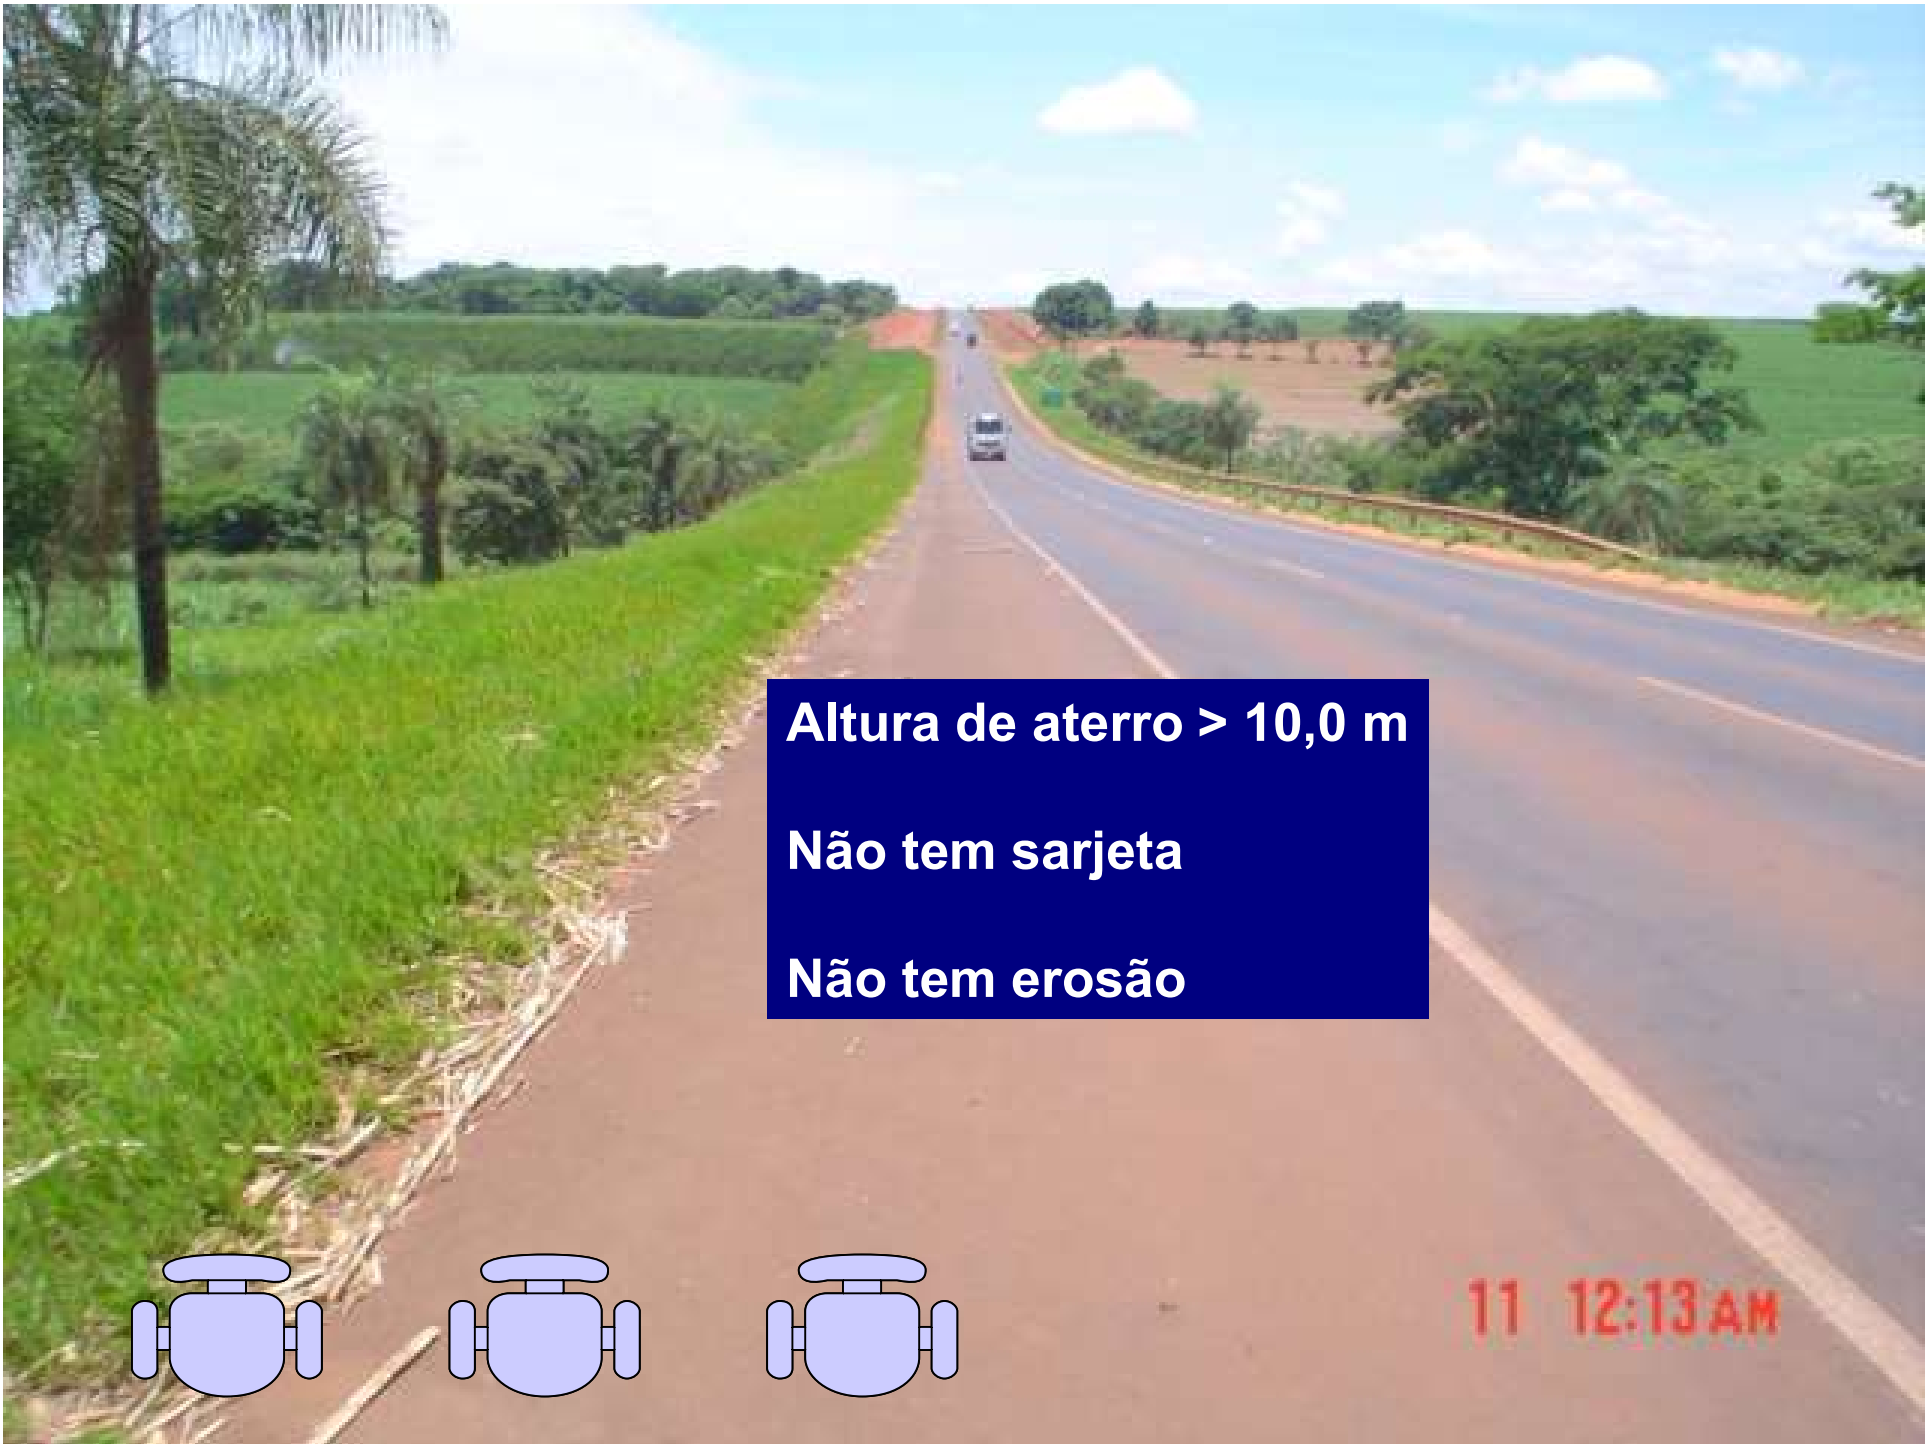 Altura de aterro > 10,0 m
Não tem sarjeta
Não tem erosão
11 12:13 AM